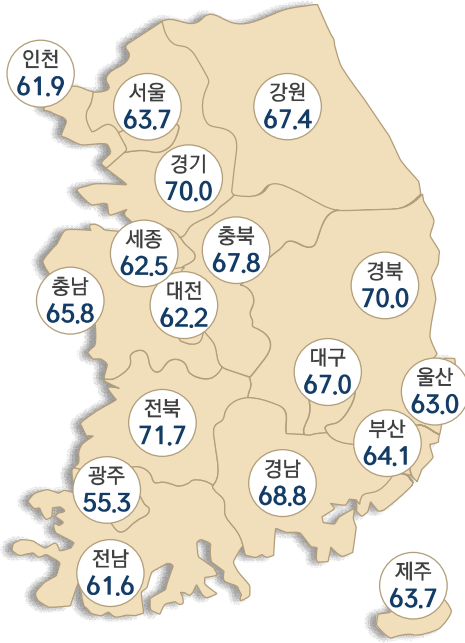 인천
61.9
서울
63.7
강원
67.4
경기
70.0
세종
62.5
충북
67.8
충남
65.8
대전
62.2
경북
70.0
대구
67.0
울산
63.0
전북
71.7
부산
64.1
광주
55.3
경남
68.8
전남
61.6
제주
63.7